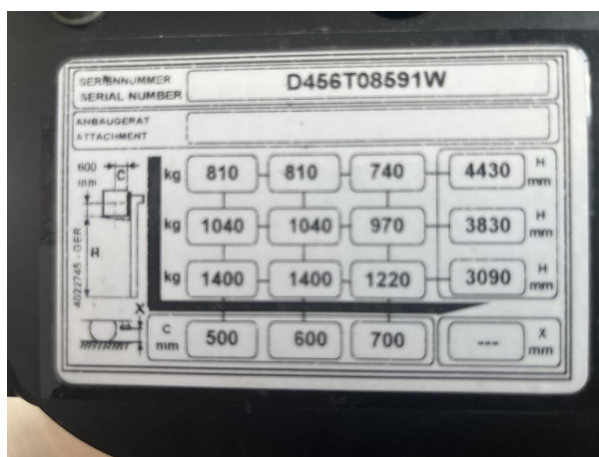 SERIENNUMMER
SERIAL NUMBER
D456T08591W
ANBAUGERAT
ATTACHMENT
600 mm
C
H
X
4022745 - GER
kg 810 810 740 4430 H mm
kg 1040 1040 970 3830 H mm
kg 1400 1400 1220 3090 H mm
C mm 500 600 700 --- X mm